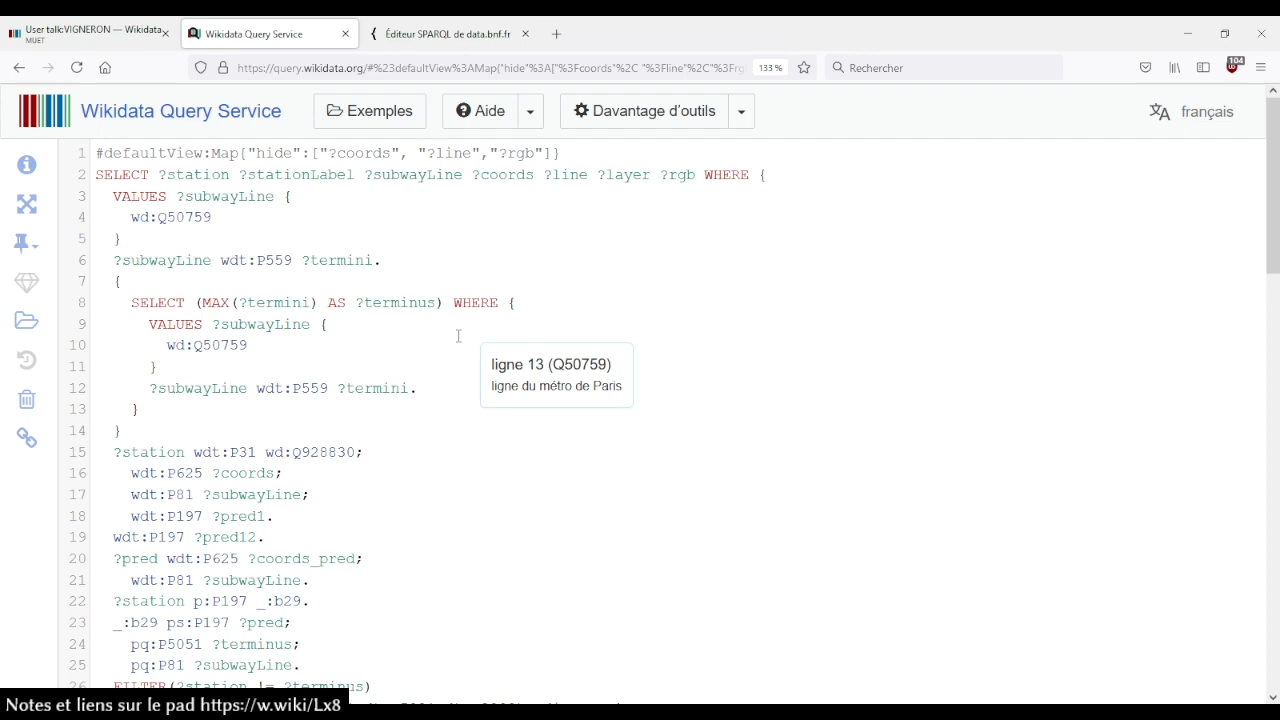 User talk:VIGNERON — Wikidata
MUET
Wikidata Query Service
Éditeur SPARQL de data.bnf.fr
https://query.wikidata.org/#%23defaultView%3AMap{"hide"%3A["%3Fcoords"%2C "%3Fline"%2C"%3Frg
133 %
Rechercher
104
Wikidata Query Service
Exemples
Aide
Davantage d'outils
français
1 #defaultView:Map{"hide":["?coords", "?line","?rgb"]}
2 SELECT ?station ?stationLabel ?subwayLine ?coords ?line ?layer ?rgb WHERE {
3 VALUES ?subwayLine {
4 wd:Q50759
5 }
6 ?subwayLine wdt:P559 ?termini.
7 {
8 SELECT (MAX(?termini) AS ?terminus) WHERE {
9 VALUES ?subwayLine {
10 wd:Q50759
11 }
12 ?subwayLine wdt:P559 ?termini.
13 }
14 }
15 ?station wdt:P31 wd:Q928830;
16 wdt:P625 ?coords;
17 wdt:P81 ?subwayLine;
18 wdt:P197 ?pred1.
19 wdt:P197 ?pred12.
20 ?pred wdt:P625 ?coords_pred;
21 wdt:P81 ?subwayLine.
22 ?station p:P197 _:b29.
23 _:b29 ps:P197 ?pred;
24 pq:P5051 ?terminus;
25 pq:P81 ?subwayLine.
26 FILTER(?station != ?terminus)
ligne 13 (Q50759)
ligne du métro de Paris
Notes et liens sur le pad https://w.wiki/Lx8